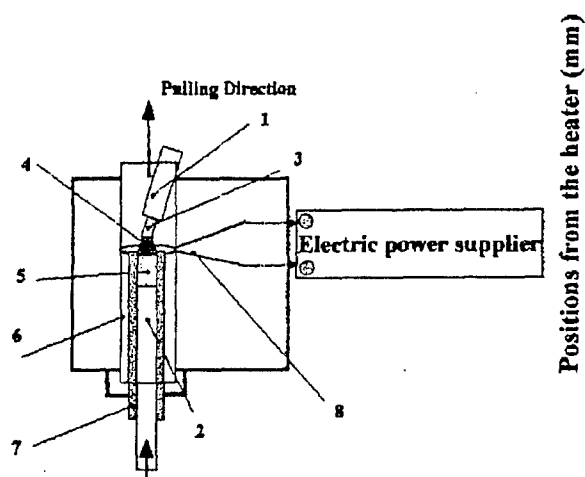 Pulling Direction
1
4
3
Electric power supplier
5
6
8
7
2
Positions from the heater (mm)